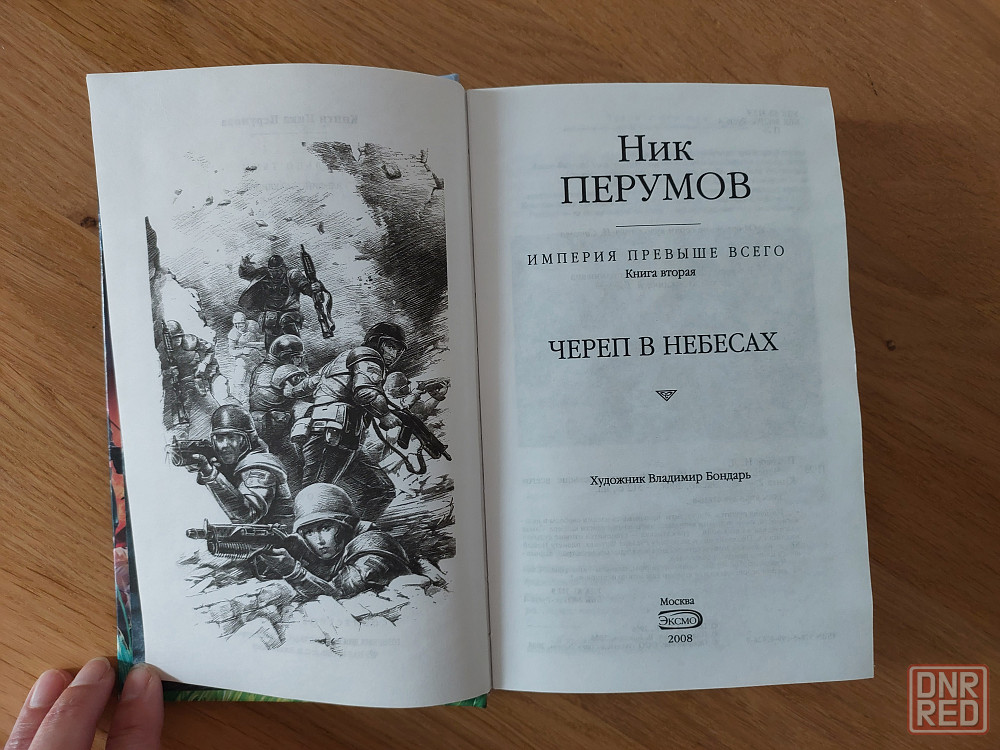 Ник
ПЕРУМОВ
ИМПЕРИЯ ПРЕВЫШЕ ВСЕГО
Книга вторая
ЧЕРЕП В НЕБЕСАХ
Художник Владимир Бондарь
Москва
ЭКСМО
2008
DNR
RED